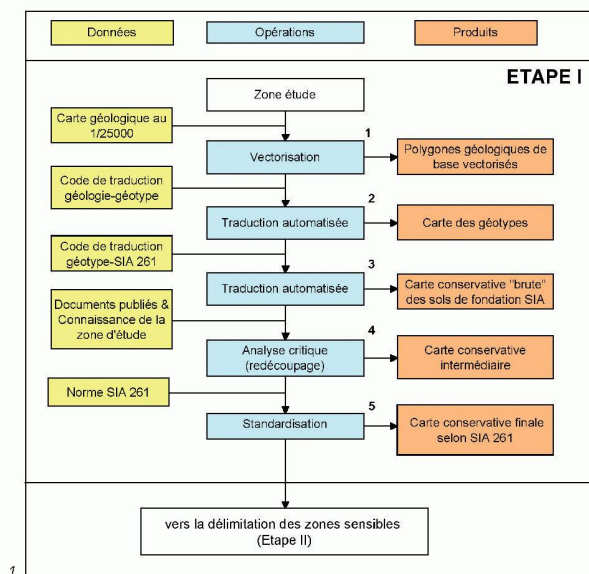 Données
Opérations
Produits
ETAPE I
Zone étude
Carte géologique au
1/25000
1
Vectorisation
Polygones géologiques de
base vectorisés
Code de traduction
géologie-géotype
2
Traduction automatisée
Carte des géotypes
Code de traduction
géotype-SIA 261
3
Traduction automatisée
Carte conservative "brute"
des sols de fondation SIA
Documents publiés &
Connaissance de la
zone d'étude
4
Analyse critique
(redécoupage)
Carte conservative
intermédiaire
Norme SIA 261
5
Standardisation
Carte conservative finale
selon SIA 261
vers la délimitation des zones sensibles
(Etape II)
1